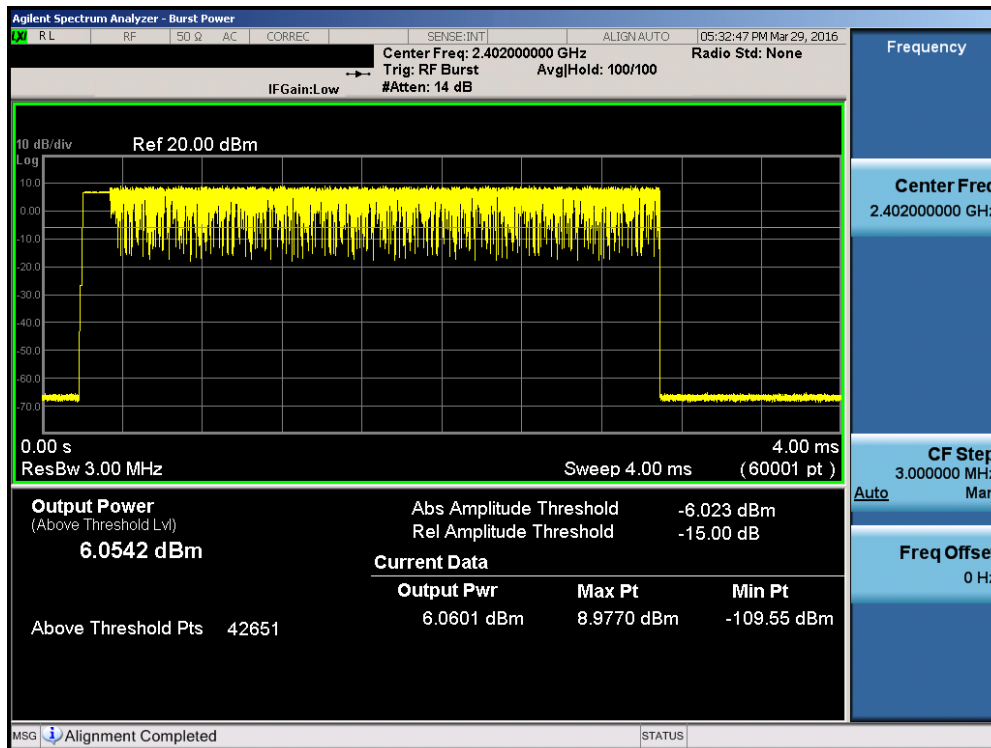 Agilent Spectrum Analyzer - Burst Power
LXI RL RF 50 Ω AC CORREC SENSE:INT ALIGN AUTO 05:32:47 PM Mar 29, 2016
Center Freq: 2.402000000 GHz Radio Std: None
Trig: RF Burst Avg|Hold: 100/100
IFGain:Low #Atten: 14 dB
10 dB/div Ref 20.00 dBm
Log
10.0
0.00
-10.0
-20.0
-30.0
-40.0
-50.0
-60.0
-70.0
0.00 s 4.00 ms
ResBw 3.00 MHz Sweep 4.00 ms (60001 pt)
Output Power
(Above Threshold Lvl)
6.0542 dBm
Above Threshold Pts 42651
Abs Amplitude Threshold -6.023 dBm
Rel Amplitude Threshold -15.00 dB
Current Data
Output Pwr Max Pt Min Pt
6.0601 dBm 8.9770 dBm -109.55 dBm
MSG Alignment Completed STATUS
Frequency
Center Freq
2.402000000 GHz
CF Step
3.000000 MHz
Auto Man
Freq Offset
0 Hz